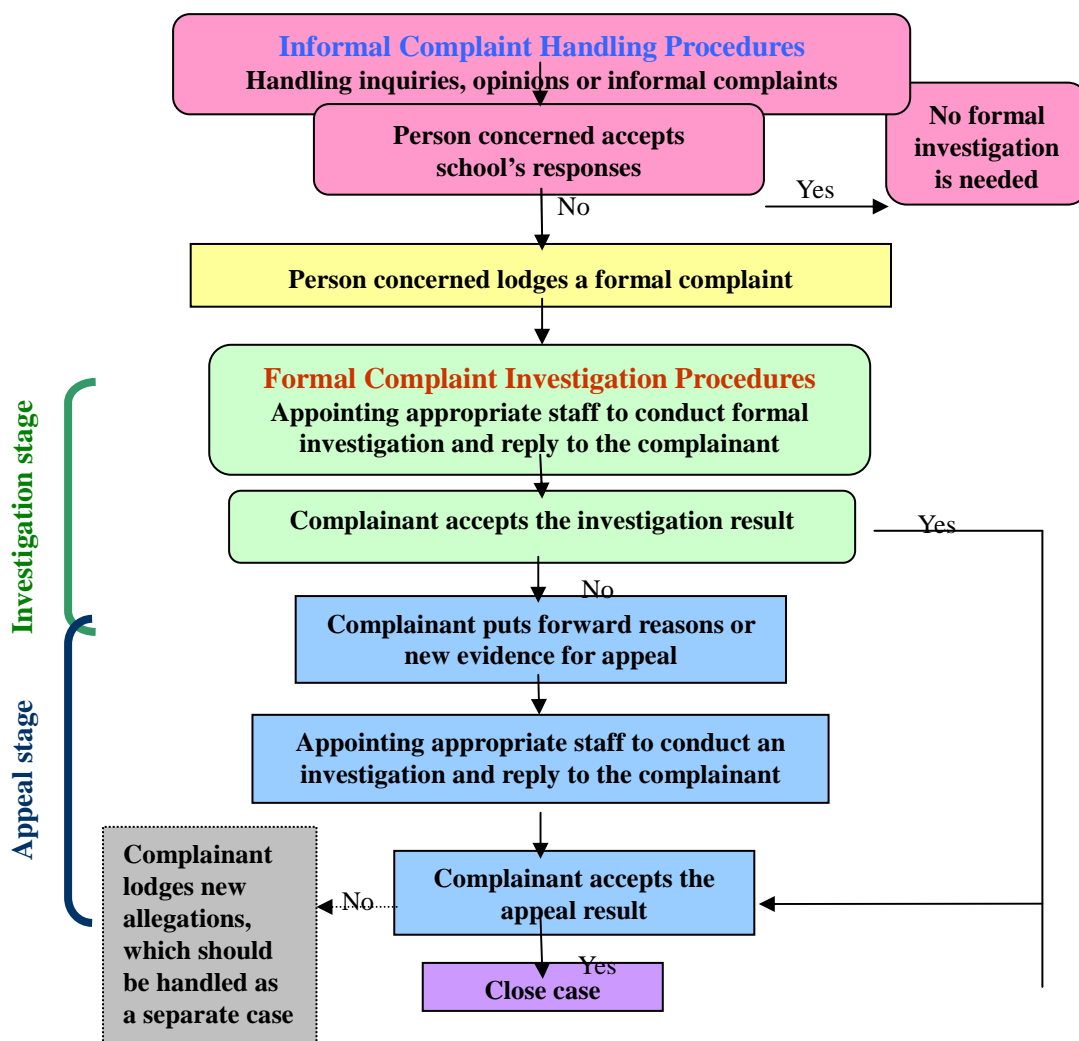 Informal Complaint Handling Procedures
Handling inquiries, opinions or informal complaints
No formal
investigation
is needed
Person concerned accepts
school’s responses
Yes
No
Person concerned lodges a formal complaint
Formal Complaint Investigation Procedures
Appointing appropriate staff to conduct formal
investigation and reply to the complainant
Investigation stage
Complainant accepts the investigation result
Yes
No
Complainant puts forward reasons or
new evidence for appeal
Appeal stage
Appointing appropriate staff to conduct an
investigation and reply to the complainant
Complainant accepts the
appeal result
No
Complainant
lodges new
allegations,
which should
be handled as
a separate case
Yes
Close case